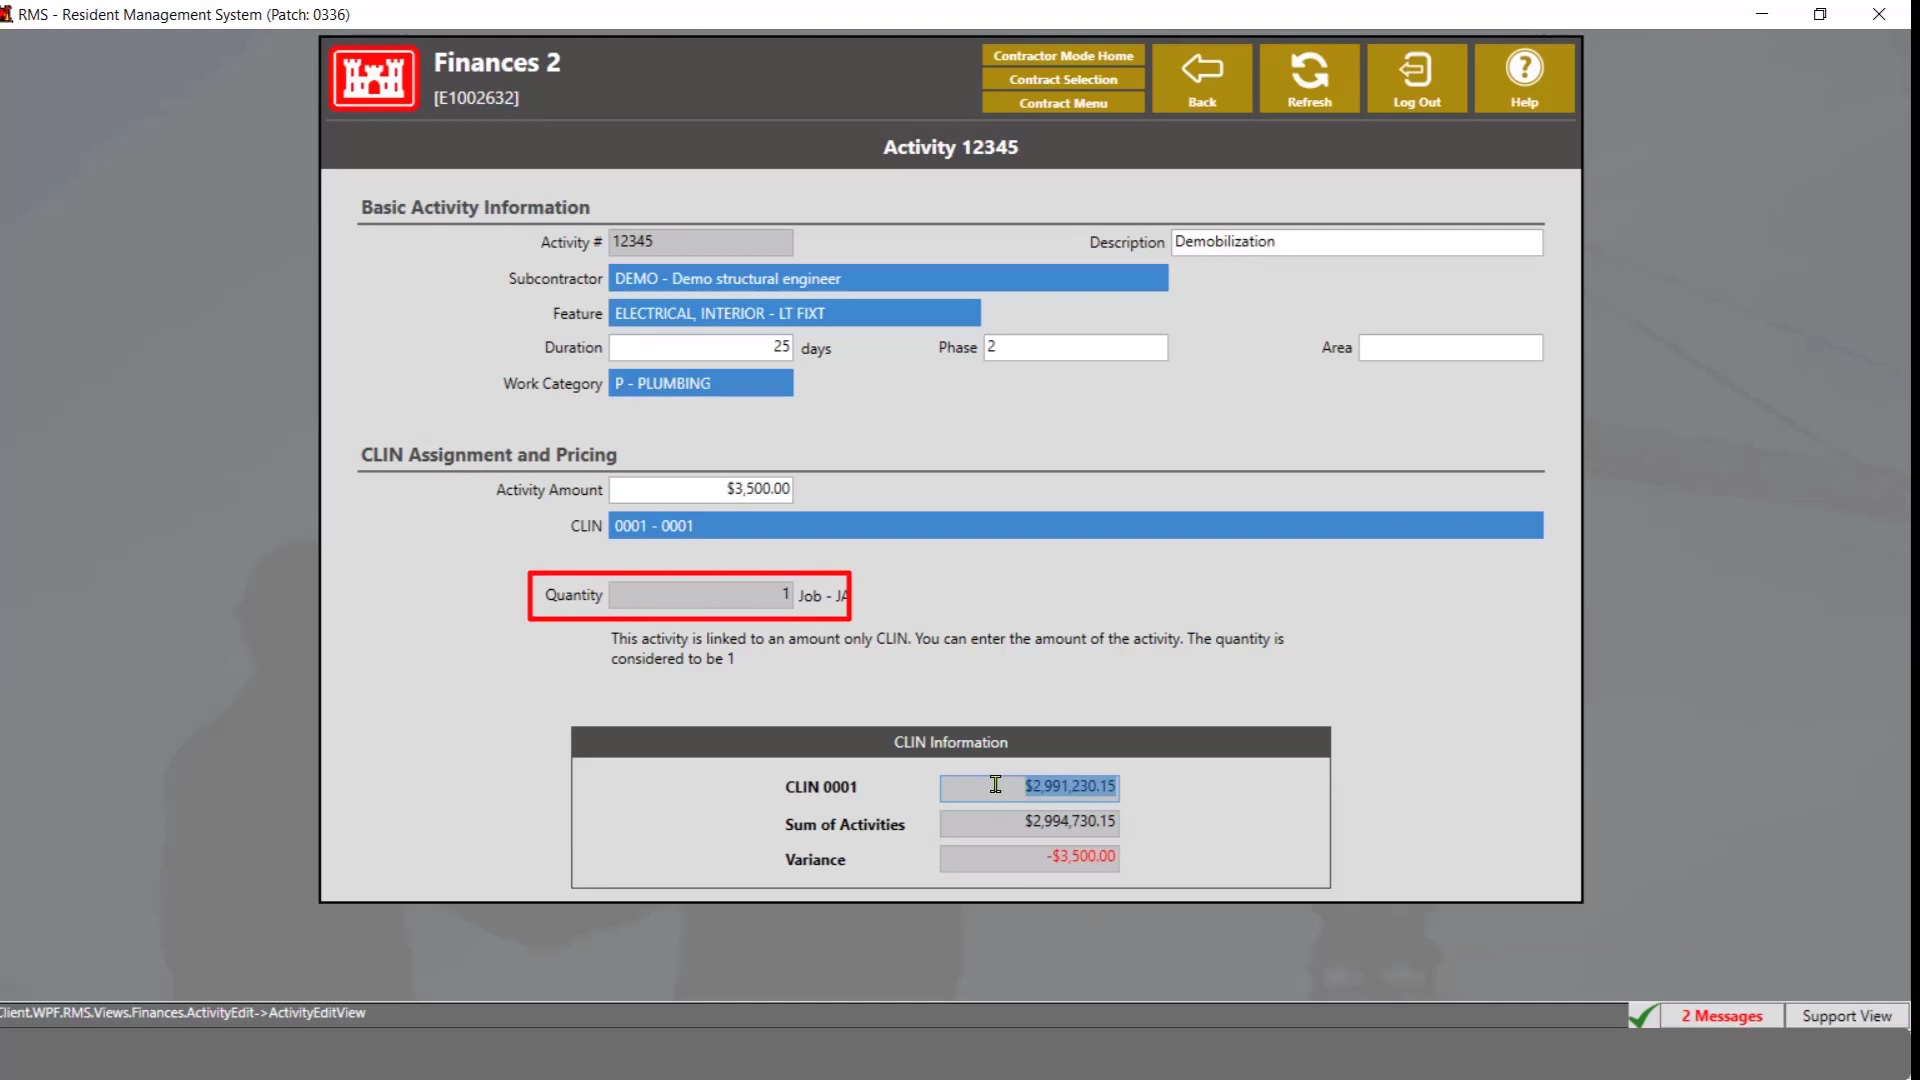 RMS - Resident Management System (Patch: 0336)
Finances 2
[E1002632]
Contractor Mode Home
Contract Selection
Contract Menu
Back
Refresh
Log Out
Help
Activity 12345
Basic Activity Information
Activity # 12345
Description Demobilization
Subcontractor DEMO - Demo structural engineer
Feature ELECTRICAL, INTERIOR - LT FIXT
Duration 25 days
Phase 2
Area
Work Category P - PLUMBING
CLIN Assignment and Pricing
Activity Amount $3,500.00
CLIN 0001 - 0001
Quantity 1 Job - JA
This activity is linked to an amount only CLIN. You can enter the amount of the activity. The quantity is
considered to be 1
CLIN Information
CLIN 0001 $2,991,230.15
Sum of Activities $2,994,730.15
Variance -$3,500.00
Client.WPF.RMS.Views.Finances.ActivityEdit->ActivityEditView
2 Messages
Support View